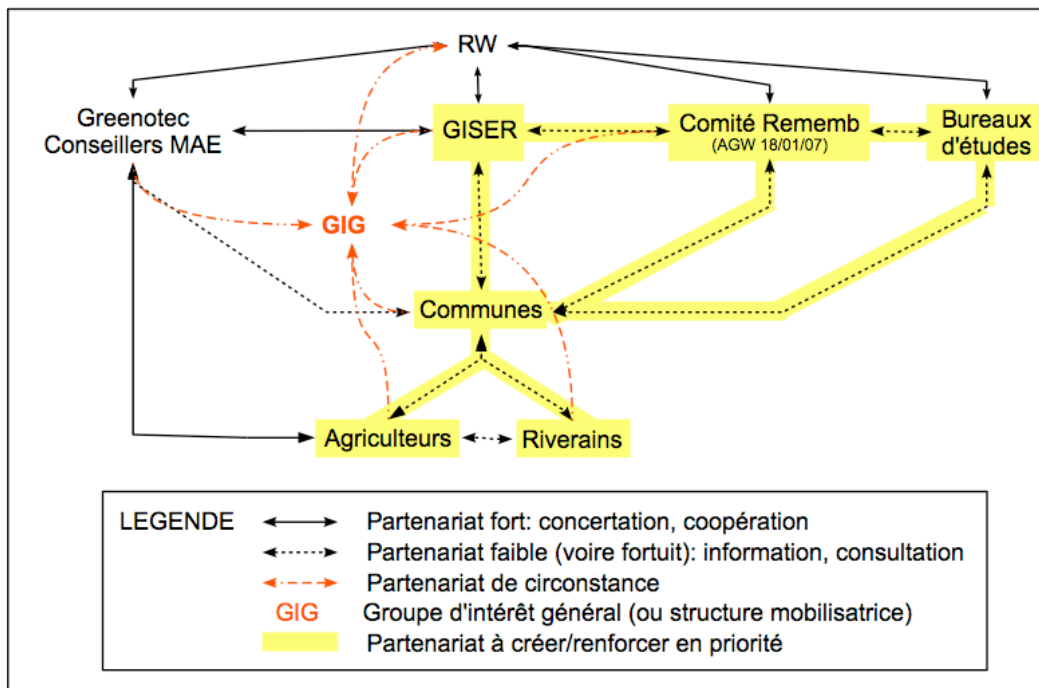 RW
Greenotec
Conseillers MAE
GISER
Comité Rememb
(AGW 18/01/07)
Bureaux
d'études
GIG
Communes
Agriculteurs
Riverains
LEGENDE
Partenariat fort: concertation, coopération
Partenariat faible (voire fortuit): information, consultation
Partenariat de circonstance
GIG Groupe d'intérêt général (ou structure mobilisatrice)
Partenariat à créer/renforcer en priorité